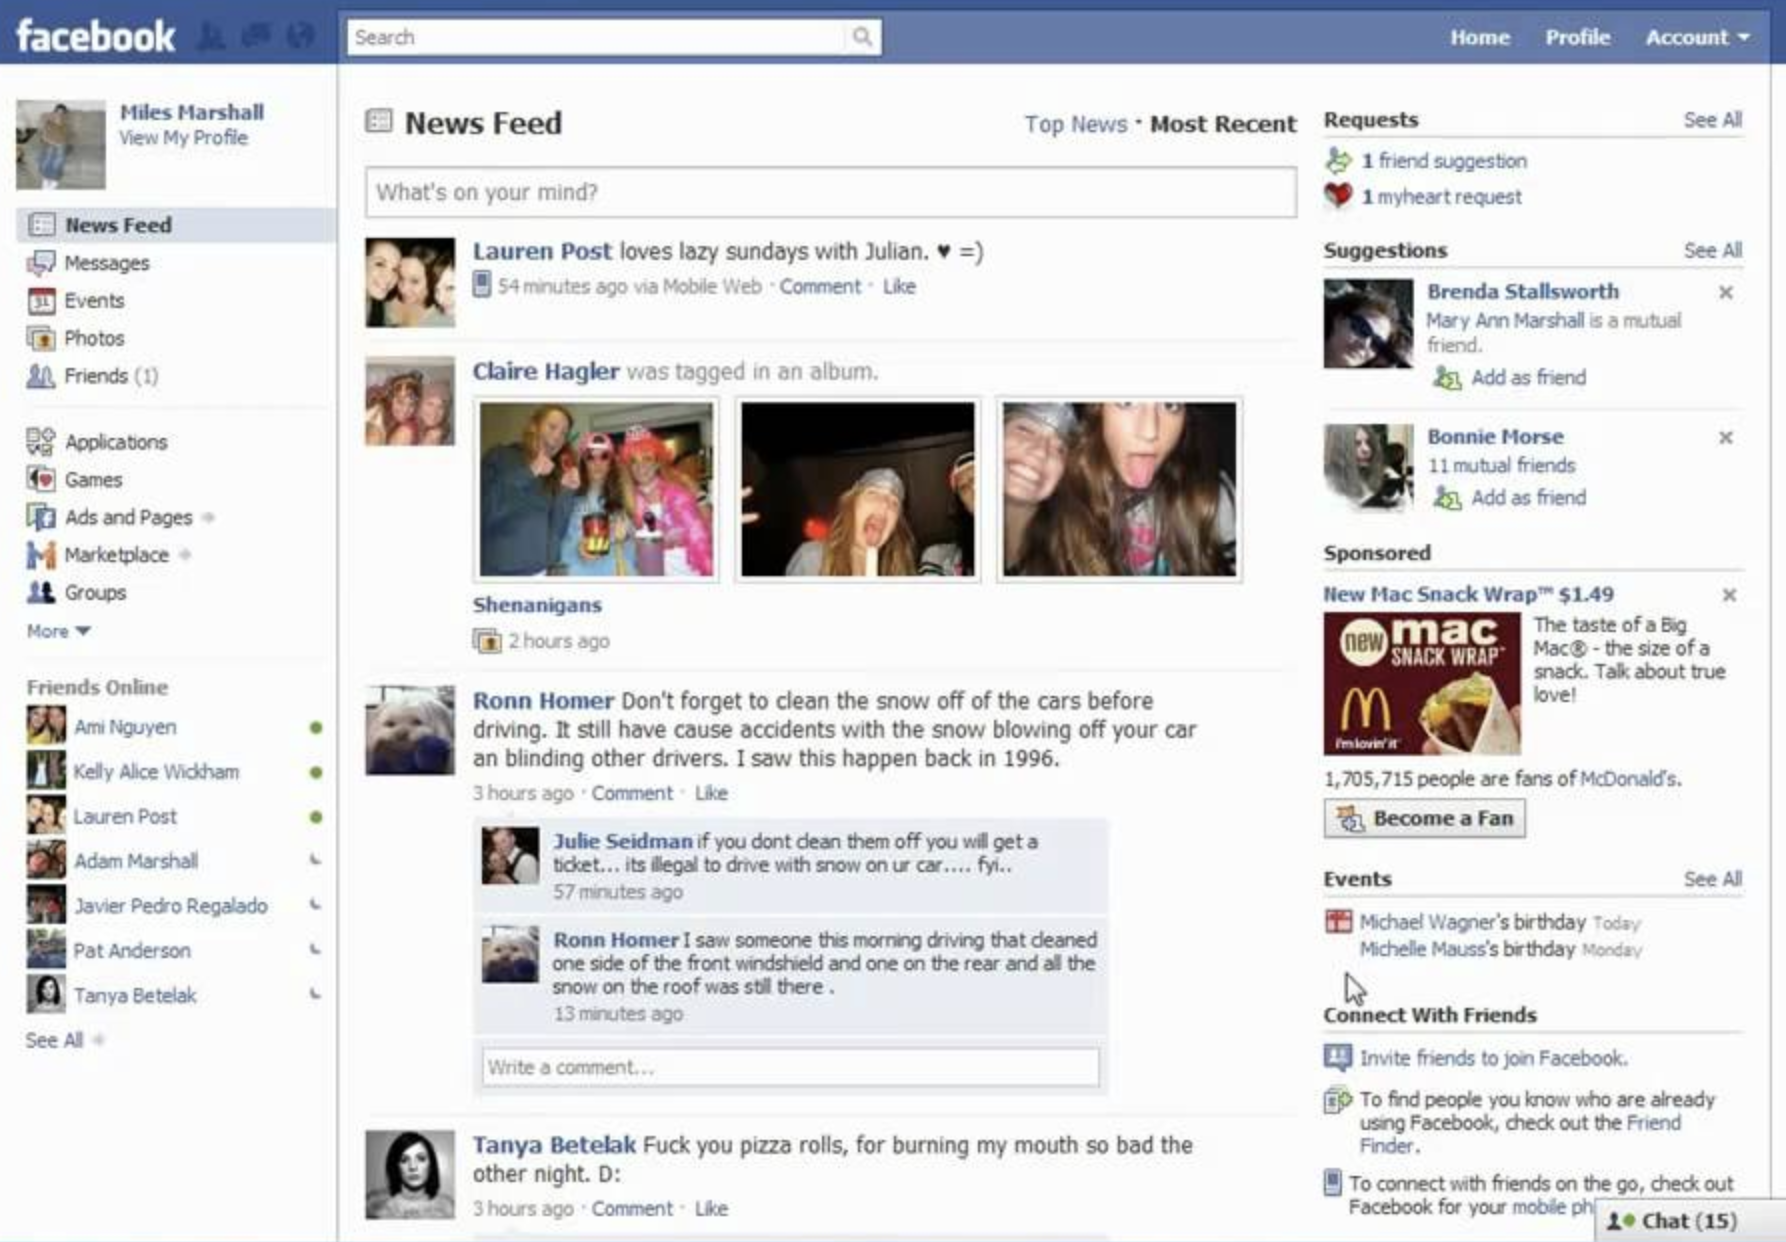 facebook
Search
Home Profile Account
Miles Marshall
View My Profile
News Feed
Messages
Events
Photos
Friends (1)
Applications
Games
Ads and Pages
Marketplace
Groups
More
Friends Online
Ami Nguyen
Kelly Alice Wickham
Lauren Post
Adam Marshall
Javier Pedro Regalado
Pat Anderson
Tanya Betelak
See All
News Feed
Top News · Most Recent
What's on your mind?
Lauren Post loves lazy sundays with Julian. ♥ =)
54 minutes ago via Mobile Web · Comment · Like
Claire Hagler was tagged in an album.
Shenanigans
2 hours ago
Ronn Homer Don't forget to clean the snow off of the cars before
driving. It still have cause accidents with the snow blowing off your car
an blinding other drivers. I saw this happen back in 1996.
3 hours ago · Comment · Like
Julie Seidman if you dont clean them off you will get a
ticket... its illegal to drive with snow on ur car.... fyi..
57 minutes ago
Ronn Homer I saw someone this morning driving that cleaned
one side of the front windshield and one on the rear and all the
snow on the roof was still there .
13 minutes ago
Write a comment...
Tanya Betelak Fuck you pizza rolls, for burning my mouth so bad the
other night. D:
3 hours ago · Comment · Like
Requests See All
1 friend suggestion
1 myheart request
Suggestions See All
Brenda Stallsworth
Mary Ann Marshall is a mutual
friend.
Add as friend
Bonnie Morse
11 mutual friends
Add as friend
Sponsored
New Mac Snack Wrap™ $1.49
new mac
SNACK WRAP
i'm lovin' it
The taste of a Big
Mac® - the size of a
snack. Talk about true
love!
1,705,715 people are fans of McDonald's.
Become a Fan
Events See All
Michael Wagner's birthday Today
Michelle Mauss's birthday Monday
Connect With Friends
Invite friends to join Facebook.
To find people you know who are already
using Facebook, check out the Friend
Finder.
To connect with friends on the go, check out
Facebook for your mobile ph
Chat (15)